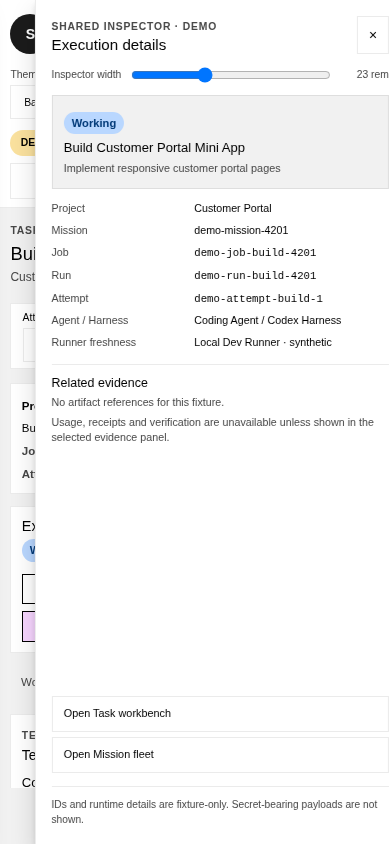 SHARED INSPECTOR · DEMO
Execution details
×
Inspector width
23 rem
Working
Build Customer Portal Mini App
Implement responsive customer portal pages
Project Customer Portal
Mission demo-mission-4201
Job demo-job-build-4201
Run demo-run-build-4201
Attempt demo-attempt-build-1
Agent / Harness Coding Agent / Codex Harness
Runner freshness Local Dev Runner · synthetic
Related evidence
No artifact references for this fixture.
Usage, receipts and verification are unavailable unless shown in the
selected evidence panel.
Open Task workbench
Open Mission fleet
IDs and runtime details are fixture-only. Secret-bearing payloads are not
shown.